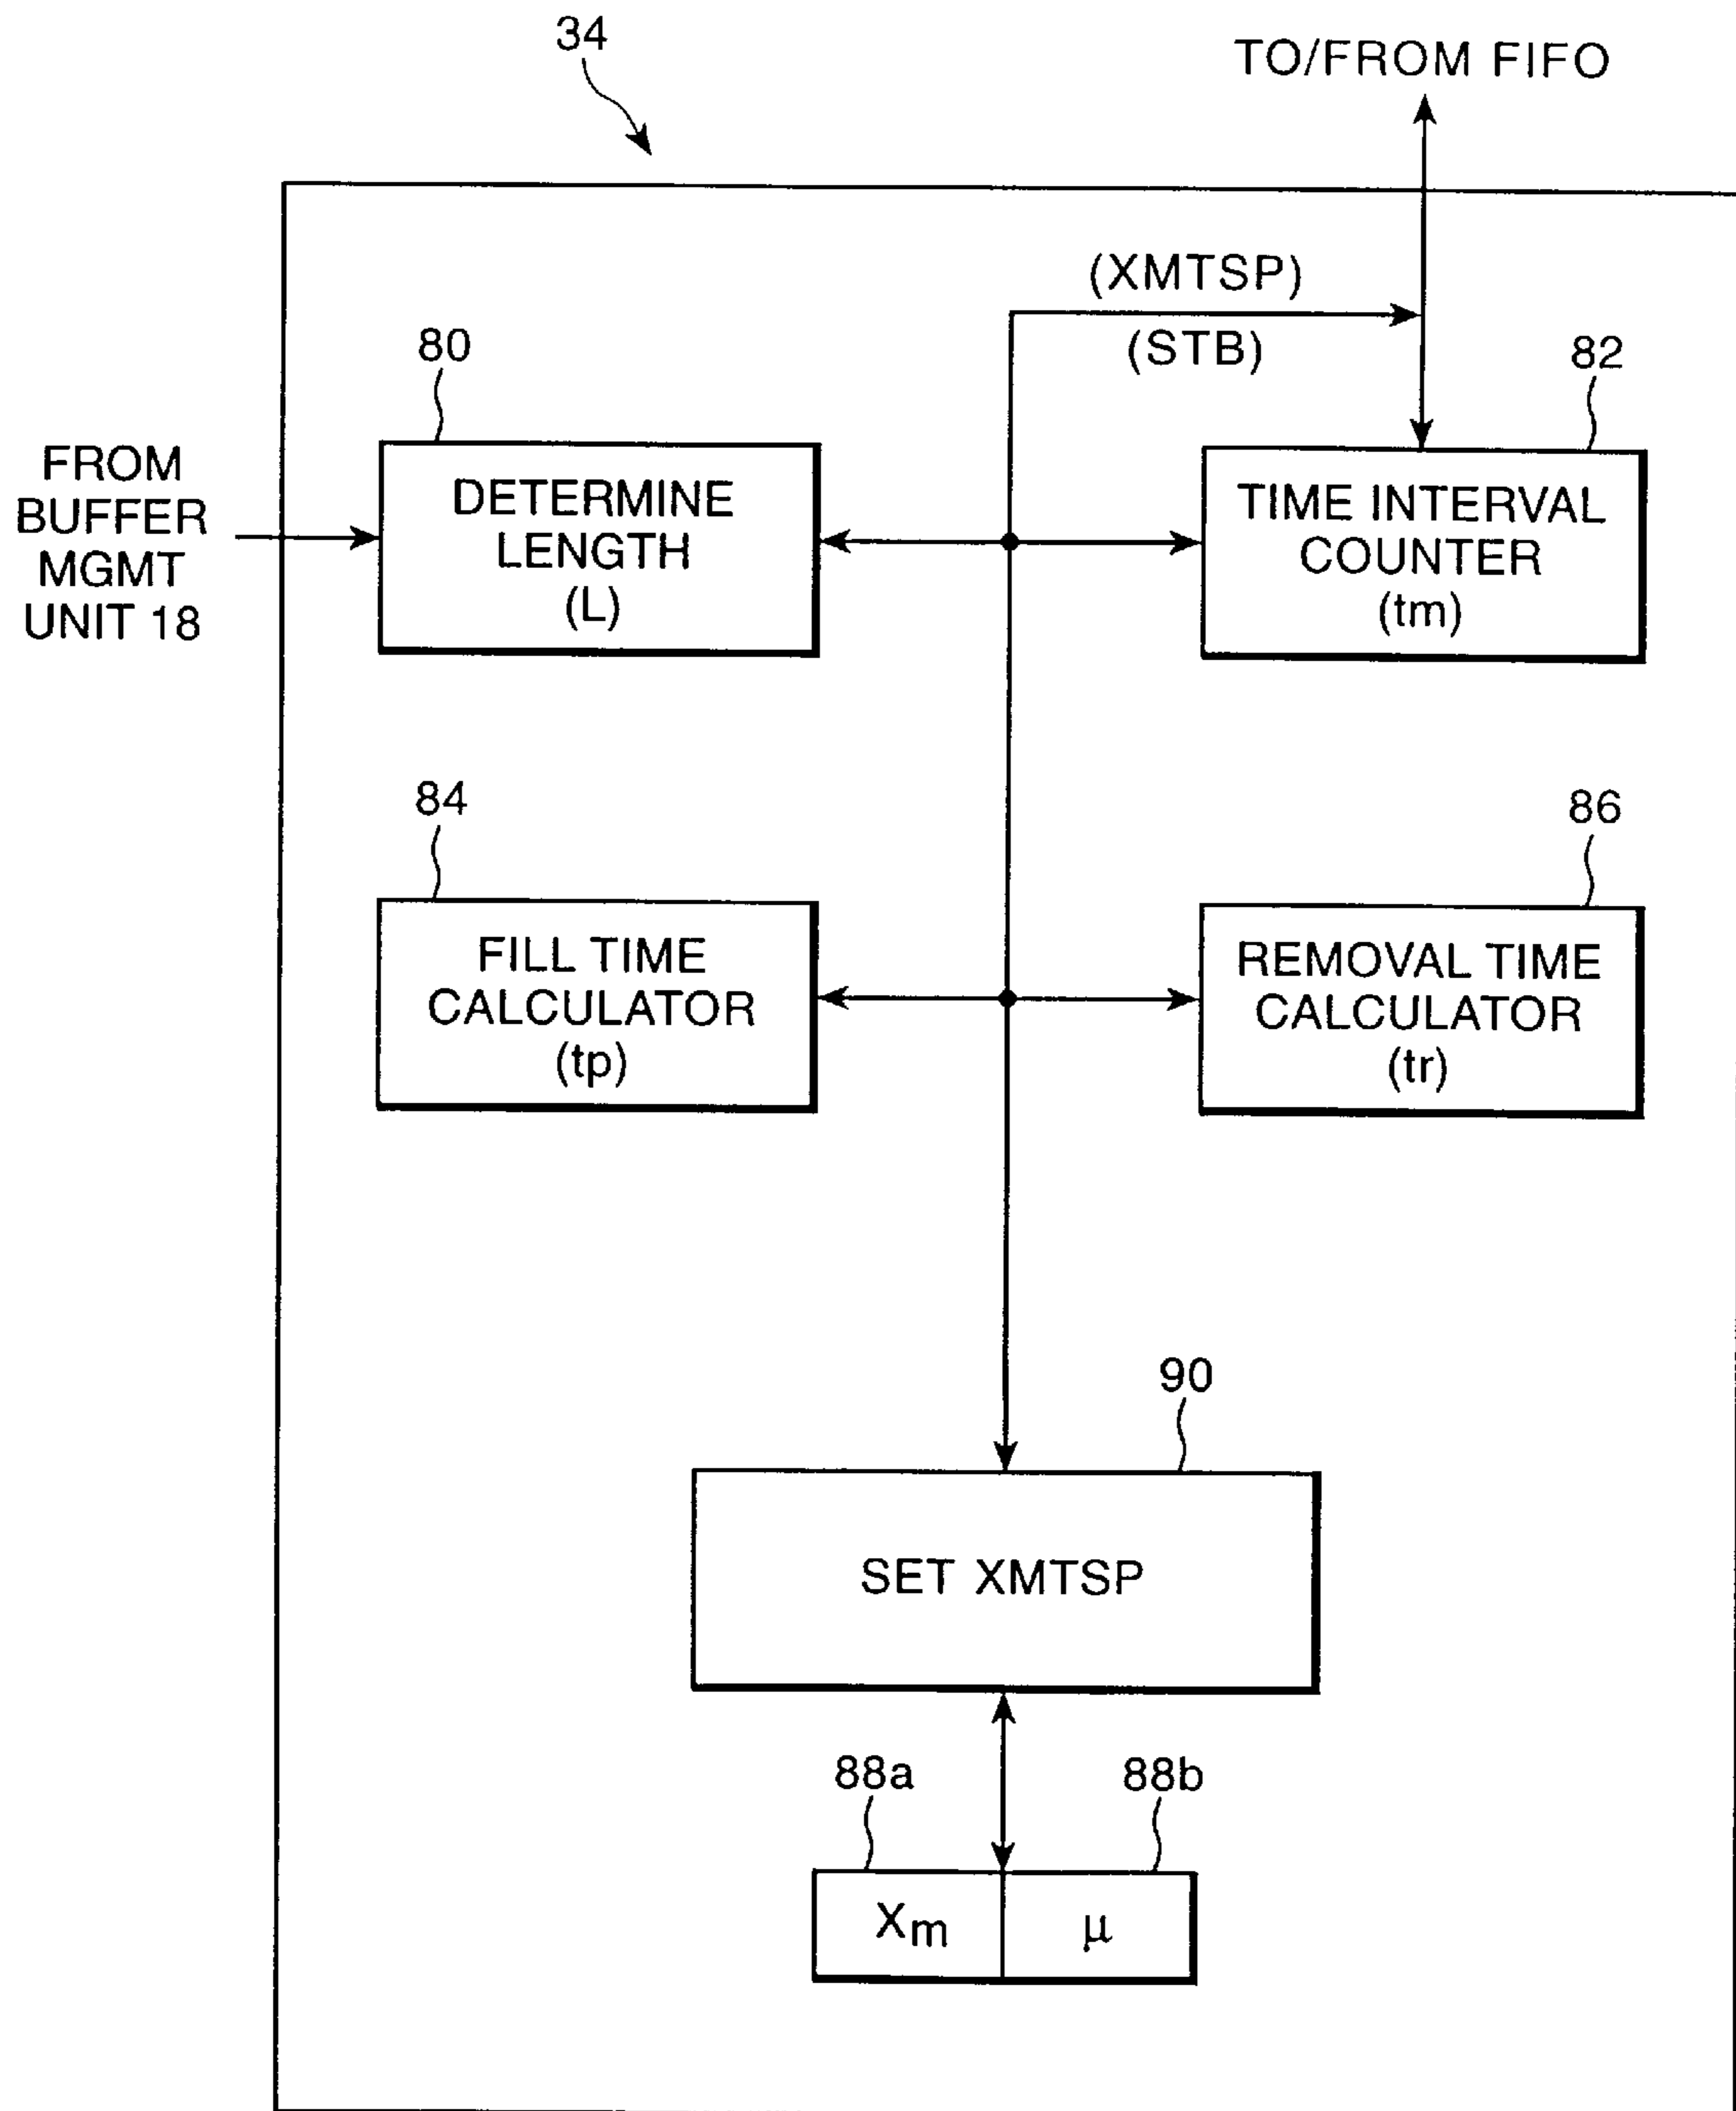 34
TO/FROM FIFO
(XMTSP)
(STB)
80
82
FROM
BUFFER
MGMT
UNIT 18
DETERMINE
LENGTH
(L)
TIME INTERVAL
COUNTER
(tm)
84
86
FILL TIME
CALCULATOR
(tp)
REMOVAL TIME
CALCULATOR
(tr)
90
SET XMTSP
88a
88b
Xm
μ